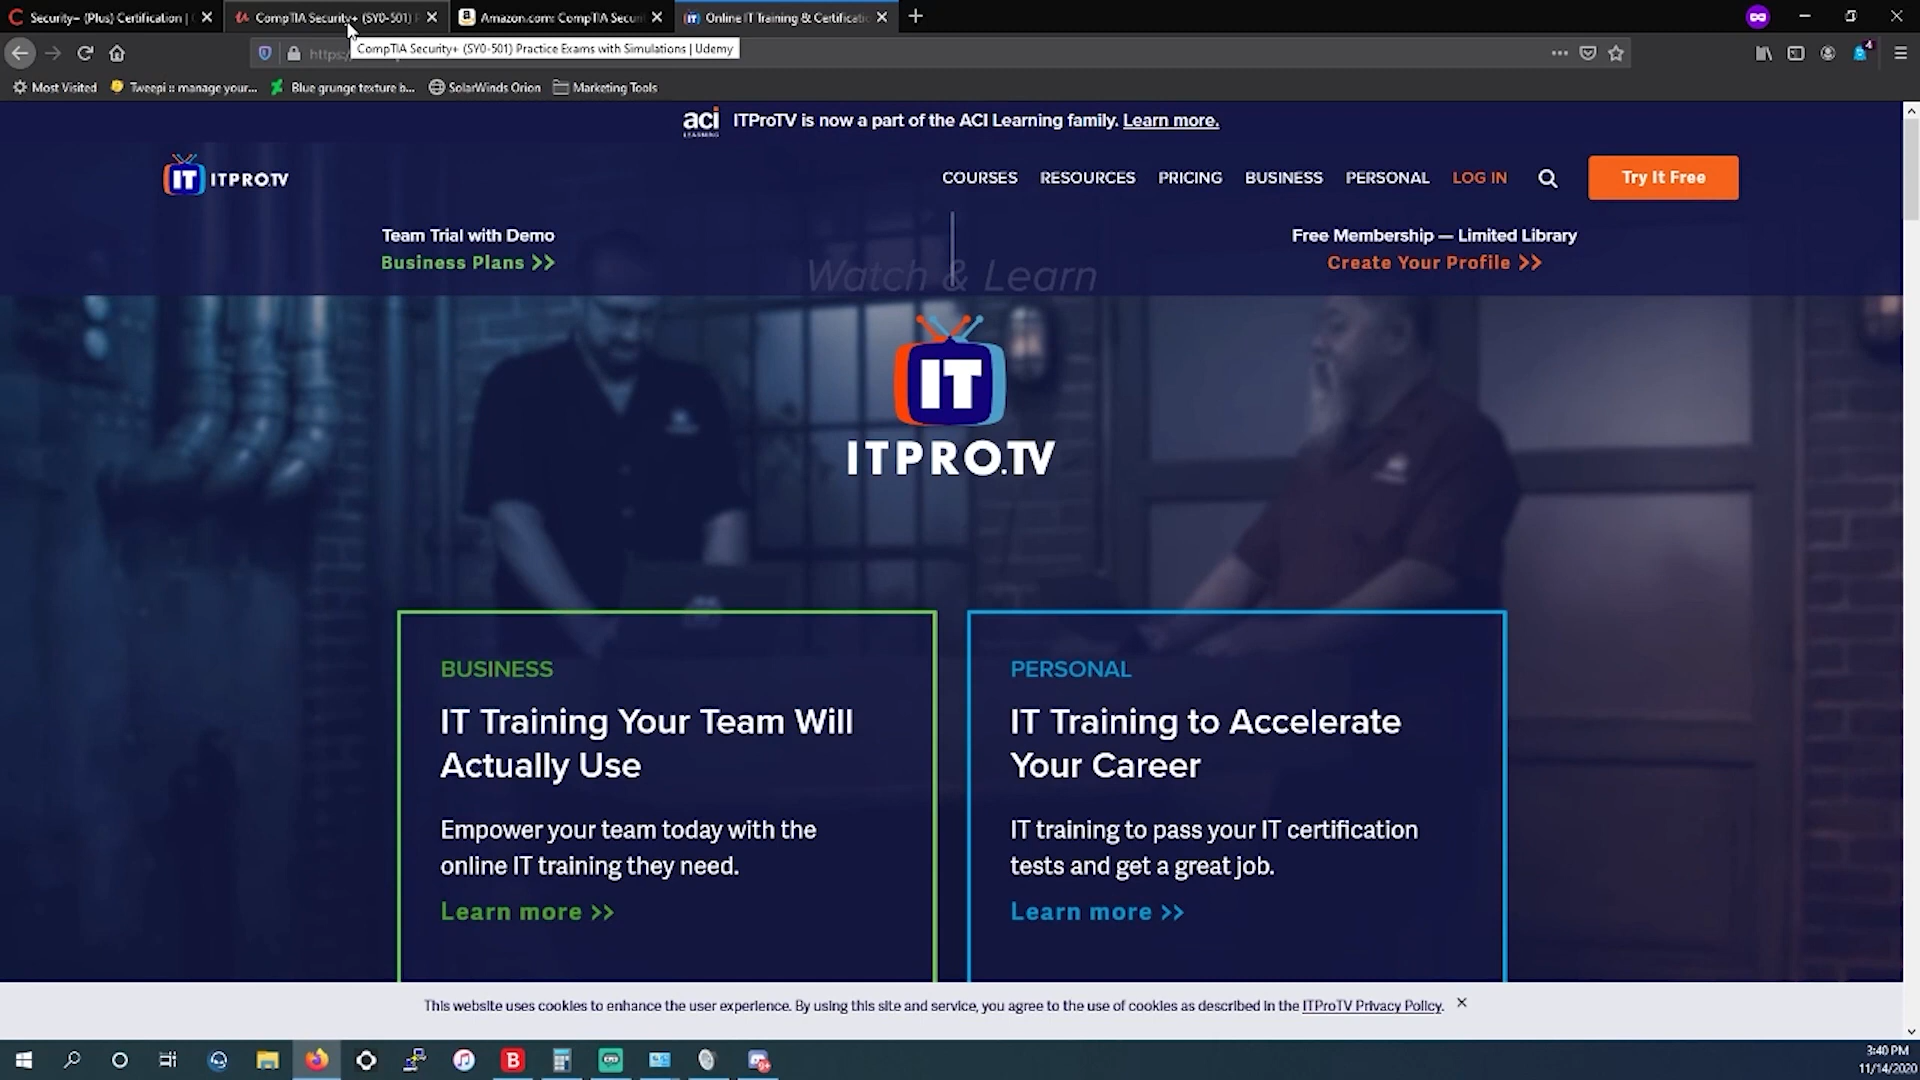 Security+ (Plus) Certification |
CompTIA Security+ (SY0-501)
Amazon.com: CompTIA Secur
Online IT Training & Certificati
https:/
CompTIA Security+ (SY0-501) Practice Exams with Simulations | Udemy
4
Most Visited
Tweepi :: manage your...
Blue grunge texture b...
SolarWinds Orion
Marketing Tools
aci
LEARNING
ITProTV is now a part of the ACI Learning family. Learn more.
IT ITPRO.TV
COURSES
RESOURCES
PRICING
BUSINESS
PERSONAL
LOG IN
Try It Free
Team Trial with Demo
Business Plans >>
Free Membership — Limited Library
Create Your Profile >>
Watch & Learn
IT
ITPRO.TV
BUSINESS
IT Training Your Team Will
Actually Use
Empower your team today with the
online IT training they need.
Learn more >>
PERSONAL
IT Training to Accelerate
Your Career
IT training to pass your IT certification
tests and get a great job.
Learn more >>
This website uses cookies to enhance the user experience. By using this site and service, you agree to the use of cookies as described in the ITProTV Privacy Policy.
3:40 PM
11/14/2020